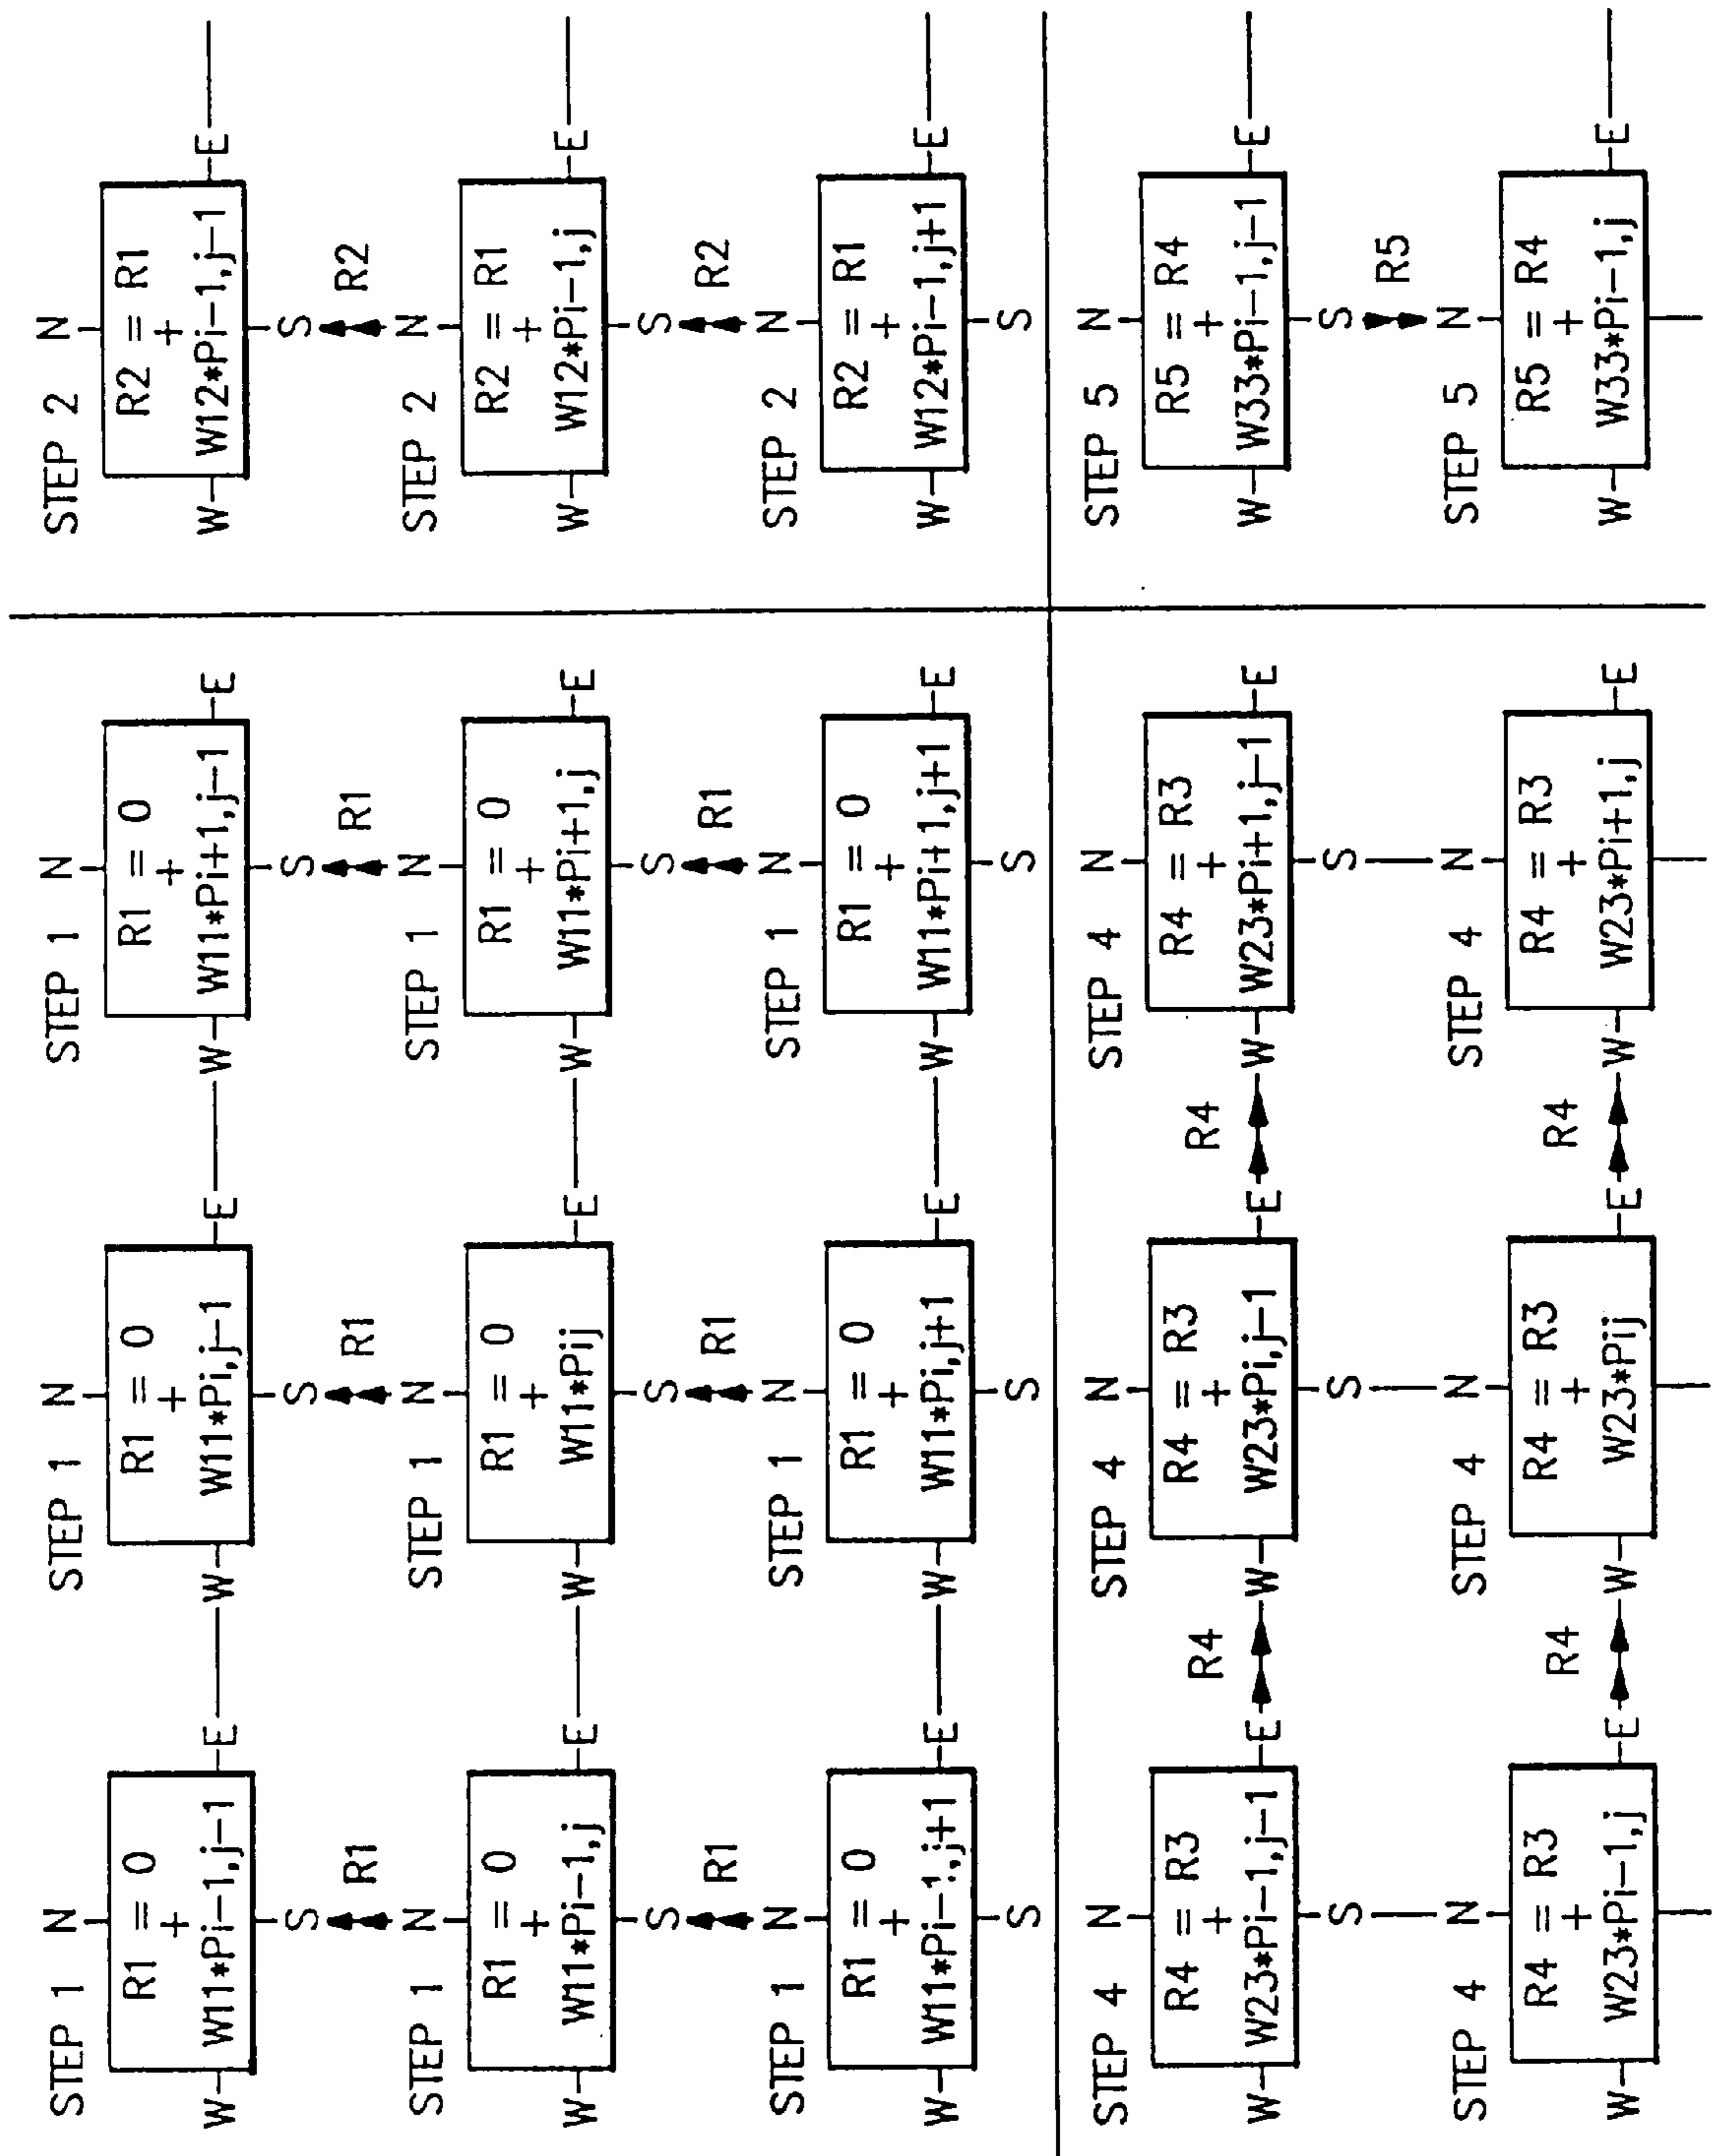 STEP 1 N STEP 1 N STEP 1 N STEP 2 N
R1 = 0 R1 = 0 R1 = 0 R2 = R1
+ + + +
W W11*Pi−1,j−1 E W W11*Pi,j−1 E W W11*Pi+1,j−1 E W W12*Pi−1,j−1 E
S S S S
R1 R1 R1 R2
STEP 1 N STEP 1 N STEP 1 N STEP 2 N
R1 = 0 R1 = 0 R1 = 0 R2 = R1
+ + + +
W W11*Pi−1,j E W W11*Pij E W W11*Pi+1,j E W W12*Pi−1,j E
S S S S
R1 R1 R1 R2
STEP 1 N STEP 1 N STEP 1 N STEP 2 N
R1 = 0 R1 = 0 R1 = 0 R2 = R1
+ + + +
W W11*Pi−1,j+1 E W W11*Pi,j+1 E W W11*Pi+1,j+1 E W W12*Pi−1,j+1 E
S S S S
STEP 4 N STEP 4 N STEP 4 N STEP 5 N
R4 = R3 R4 R4 = R3 R4 R4 = R3 R5 = R4
+ + + +
W W23*Pi−1,j−1 E W W23*Pi,j−1 E W W23*Pi+1,j−1 E W W33*Pi−1,j−1 E
S S S S
R5
STEP 4 N STEP 4 N STEP 4 N STEP 5 N
R4 = R3 R4 R4 = R3 R4 R4 = R3 R5 = R4
+ + + +
W W23*Pi−1,j E W W23*Pij E W W23*Pi+1,j E W W33*Pi−1,j E